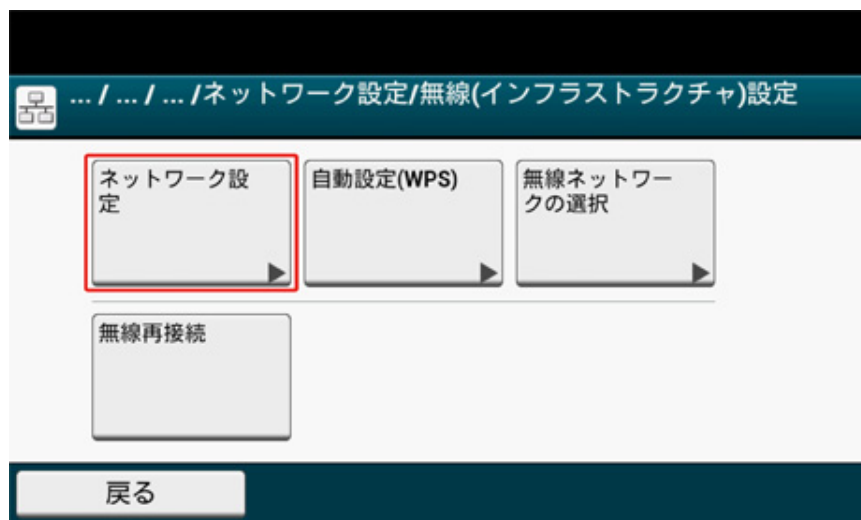 ... / ... / ... /ネットワーク設定/無線(インフラストラクチャ)設定
ネットワーク設
定
自動設定(WPS)
無線ネットワー
クの選択
無線再接続
戻る